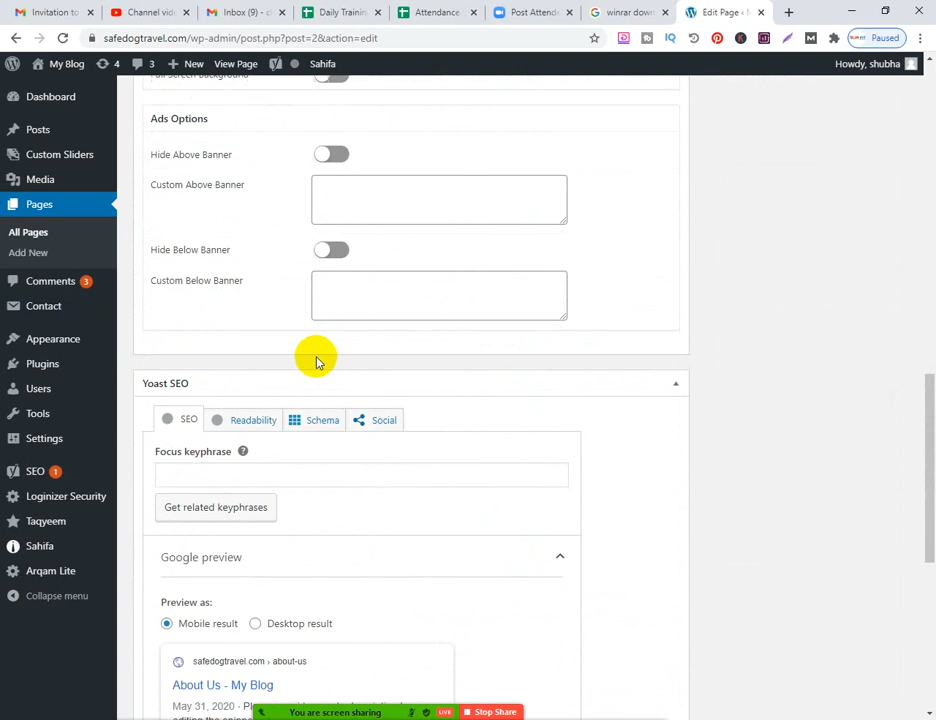 Invitation to
Channel vid
Inbox (9) - c
Daily Trainin
Attendance
Post Attend
winrar down
Edit Page ‹
safedogtravel.com/wp-admin/post.php?post=2&action=edit
Paused
My Blog
4
3
New
View Page
Sahifa
Howdy, shubha
Dashboard
Posts
Custom Sliders
Media
Pages
All Pages
Add New
Comments 3
Contact
Appearance
Plugins
Users
Tools
Settings
SEO 1
Loginizer Security
Taqyeem
Sahifa
Arqam Lite
Collapse menu
Full Screen Background
Ads Options
Hide Above Banner
Custom Above Banner
Hide Below Banner
Custom Below Banner
Yoast SEO
SEO
Readability
Schema
Social
Focus keyphrase
Get related keyphrases
Google preview
Preview as:
Mobile result
Desktop result
safedogtravel.com › about-us
About Us - My Blog
May 31, 2020 ·
You are screen sharing
LIVE
Stop Share